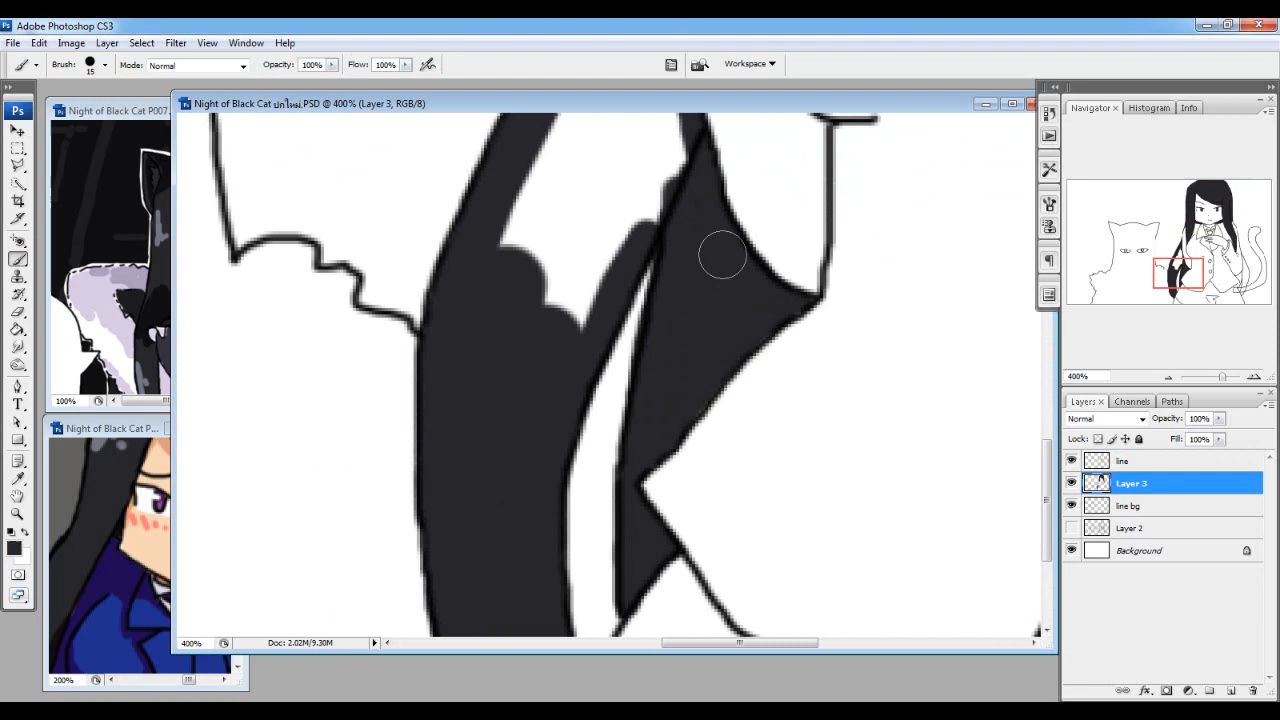 Ps Adobe Photoshop CS3
File Edit Image Layer Select Filter View Window Help
Brush: 15 Mode: Normal Opacity: 100% Flow: 100% Workspace
Ps
Night of Black Cat P007.
100%
Night of Black Cat P...
200%
Night of Black Cat ปกใหม่.PSD @ 400% (Layer 3, RGB/8)
400% Doc: 2.02M/9.30M
Navigator × Histogram Info
400%
Layers × Channels Paths
Normal Opacity: 100%
Lock: Fill: 100%
line
Layer 3
line bg
Layer 2
Background